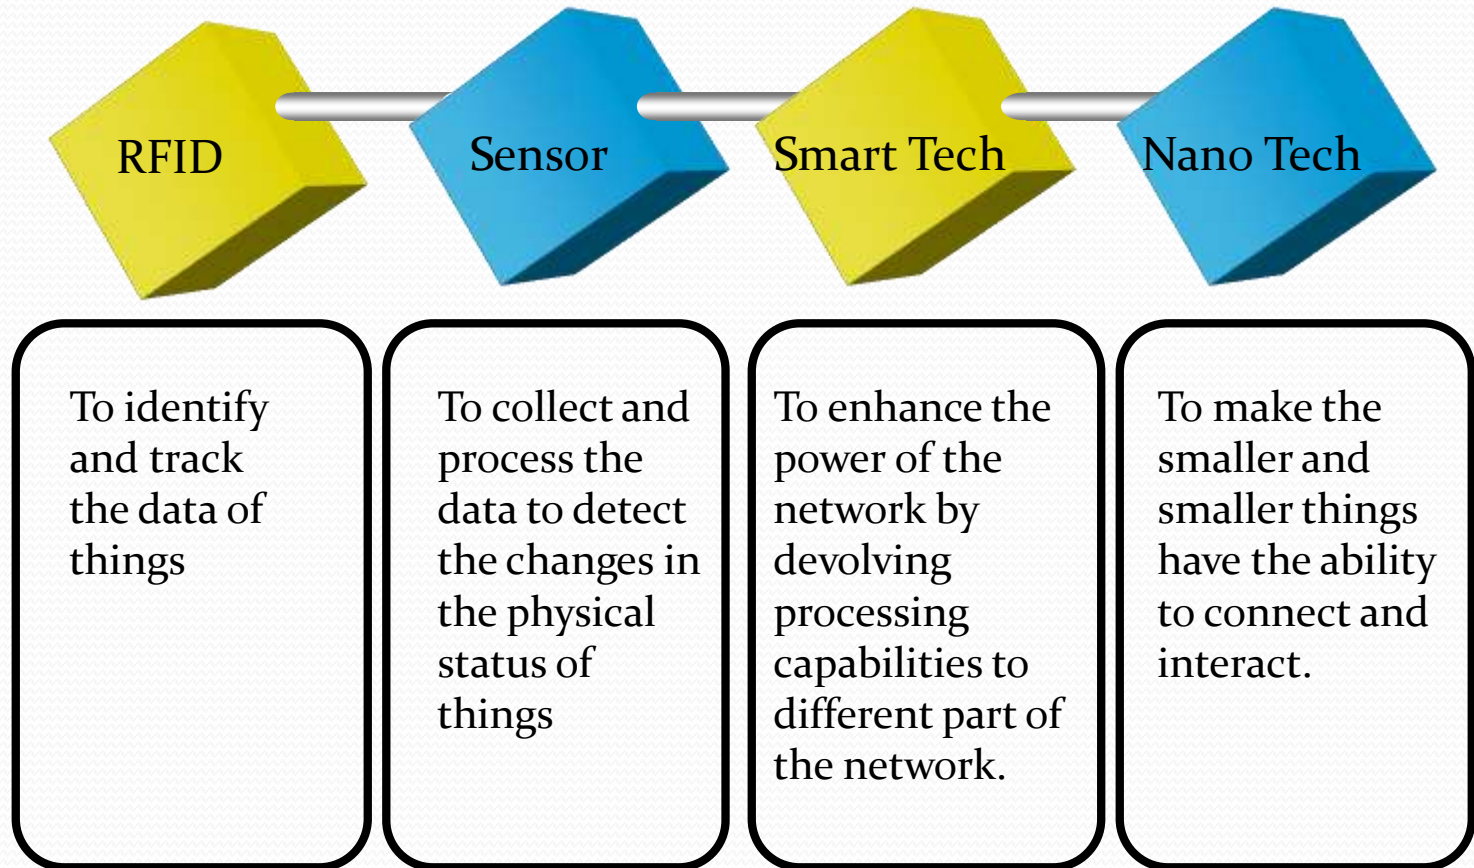 RFID
Sensor
Smart Tech
Nano Tech
To identify
and track
the data of
things
To collect and
process the
data to detect
the changes in
the physical
status of
things
To enhance the
power of the
network by
devolving
processing
capabilities to
different part of
the network.
To make the
smaller and
smaller things
have the ability
to connect and
interact.